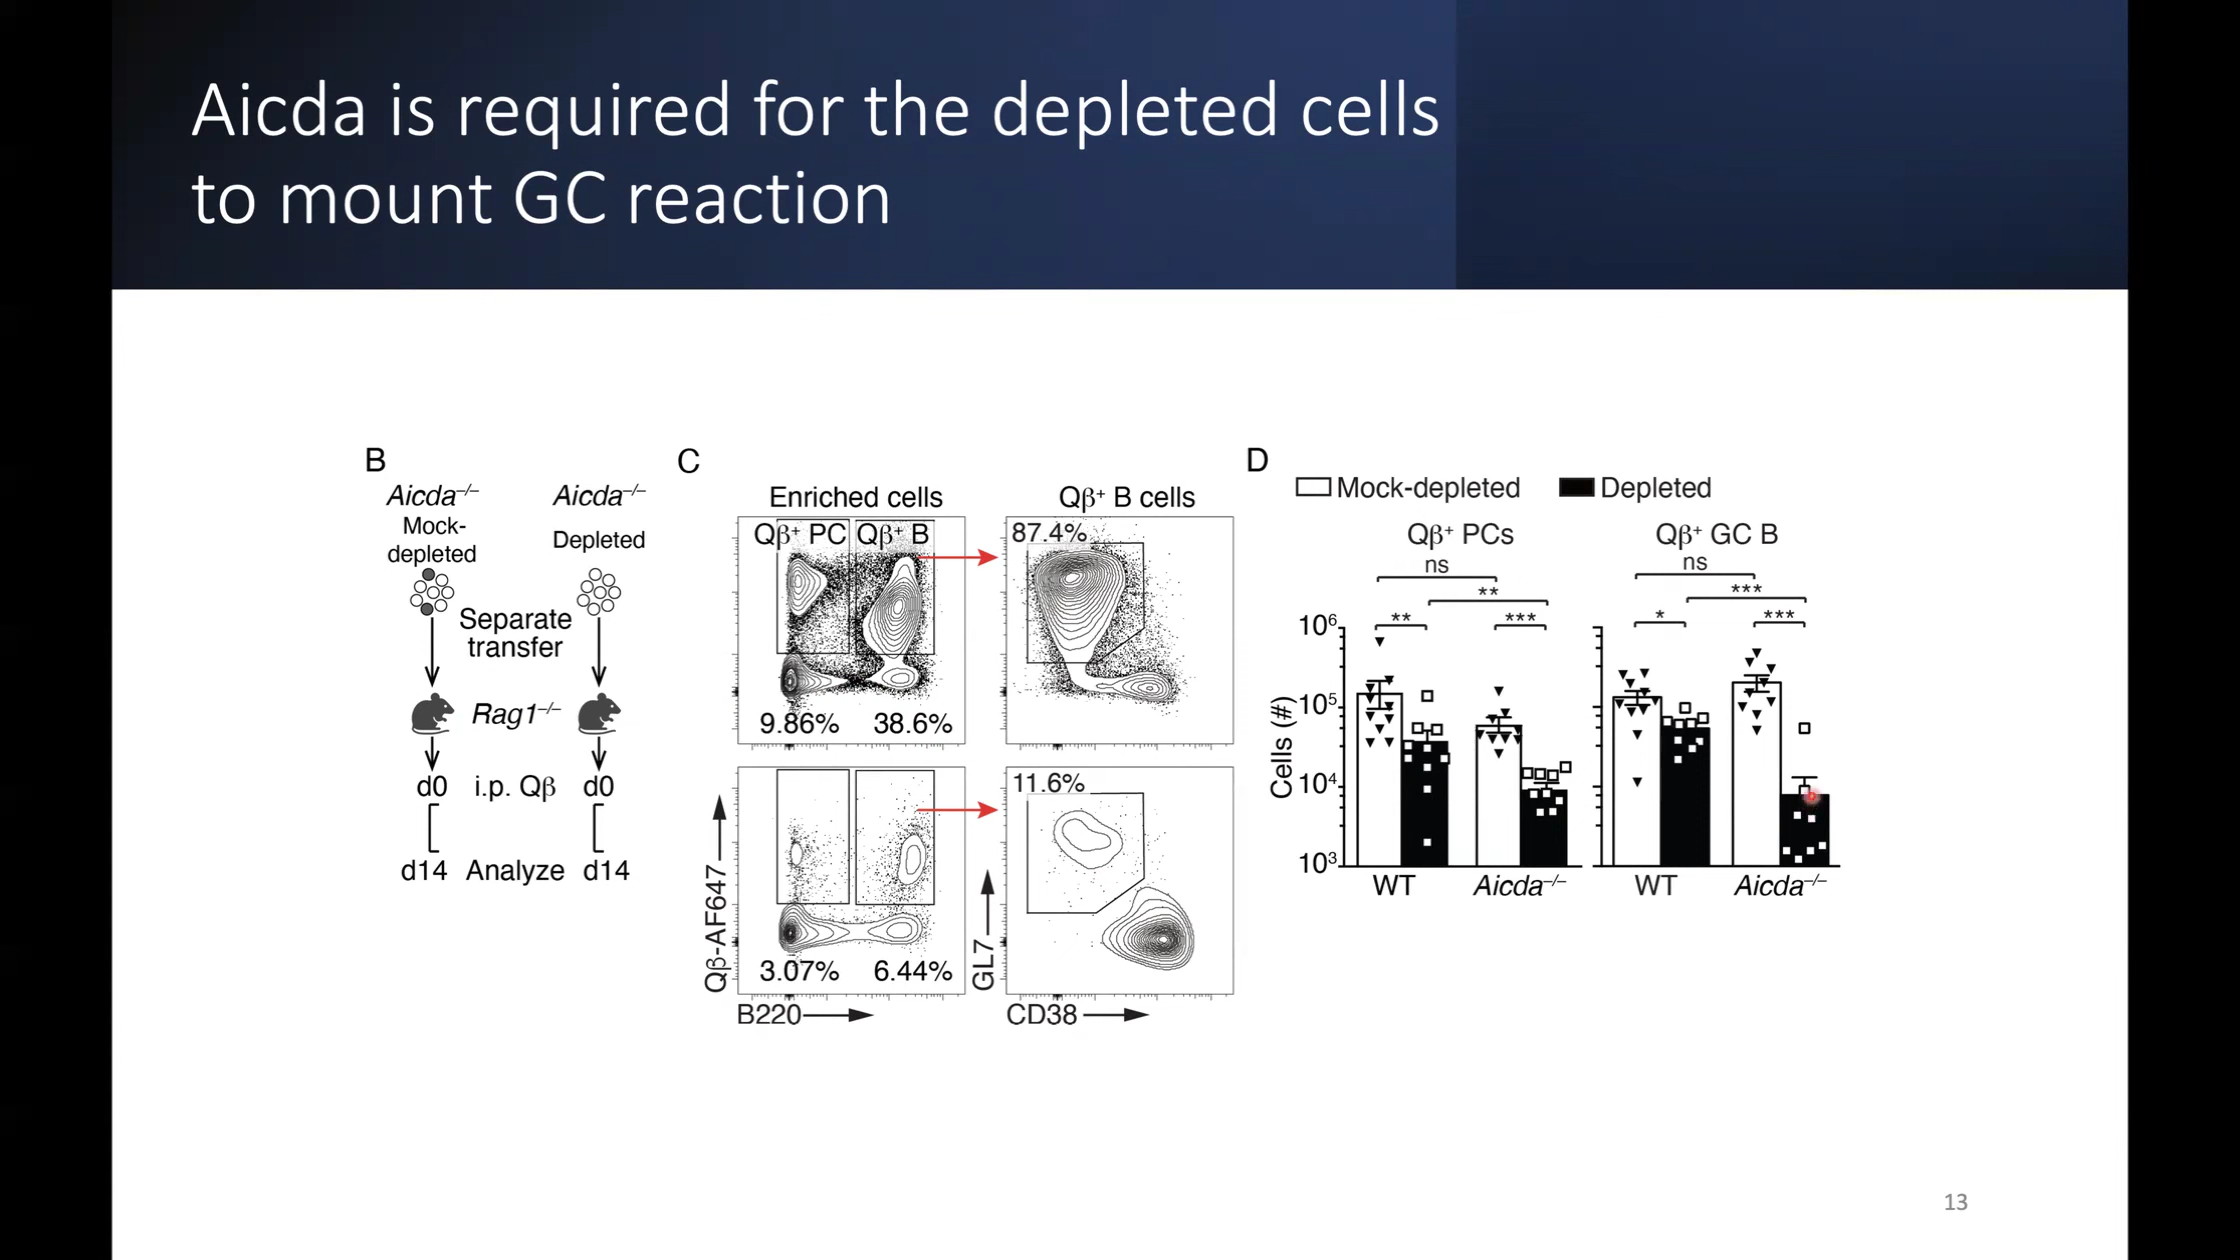 Aicda is required for the depleted cells
to mount GC reaction
B
Aicda–/– Aicda–/–
Mock-
depleted
Depleted
Separate
transfer
Rag1–/–
d0 i.p. Qβ d0
d14 Analyze d14
C
Enriched cells
Qβ+ B cells
Qβ+ PC Qβ+ B
87.4%
9.86% 38.6%
11.6%
3.07% 6.44%
Qβ-AF647
GL7
B220
CD38
D
Mock-depleted Depleted
Qβ+ PCs
Qβ+ GC B
ns
ns
**
***
**
***
*
***
Cells (#)
10⁶
10⁵
10⁴
10³
WT Aicda–/– WT Aicda–/–
13